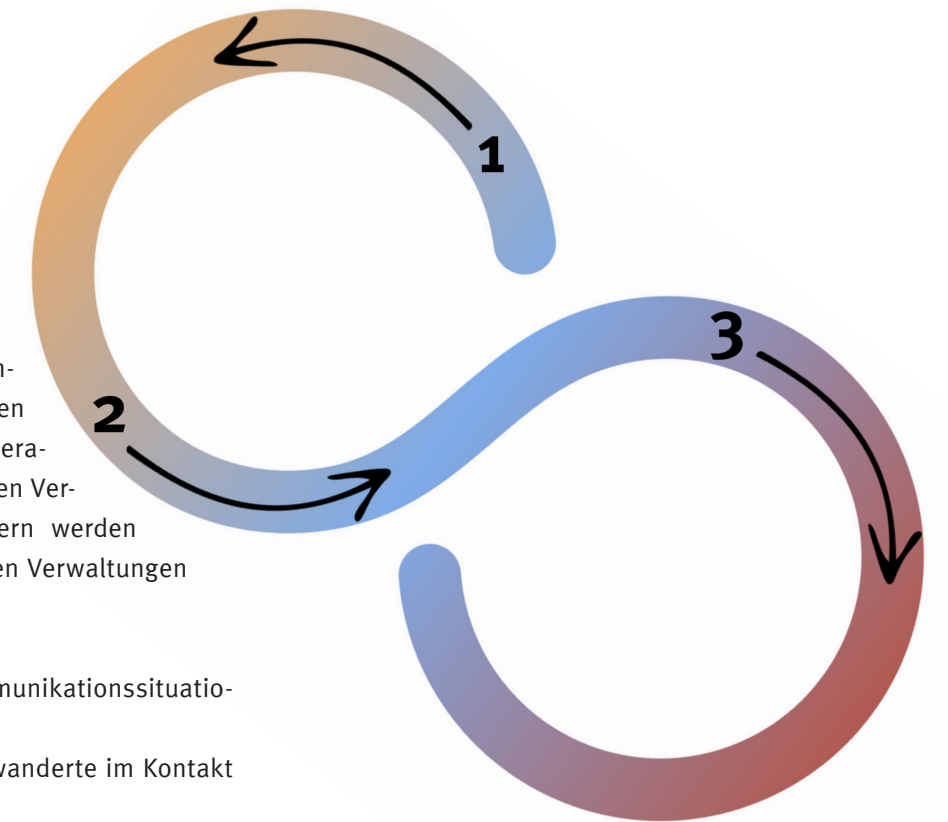 1
3
n-
2
en
era-
en Ver-
ern werden
en Verwaltungen
munikationssituatio-
wanderte im Kontakt